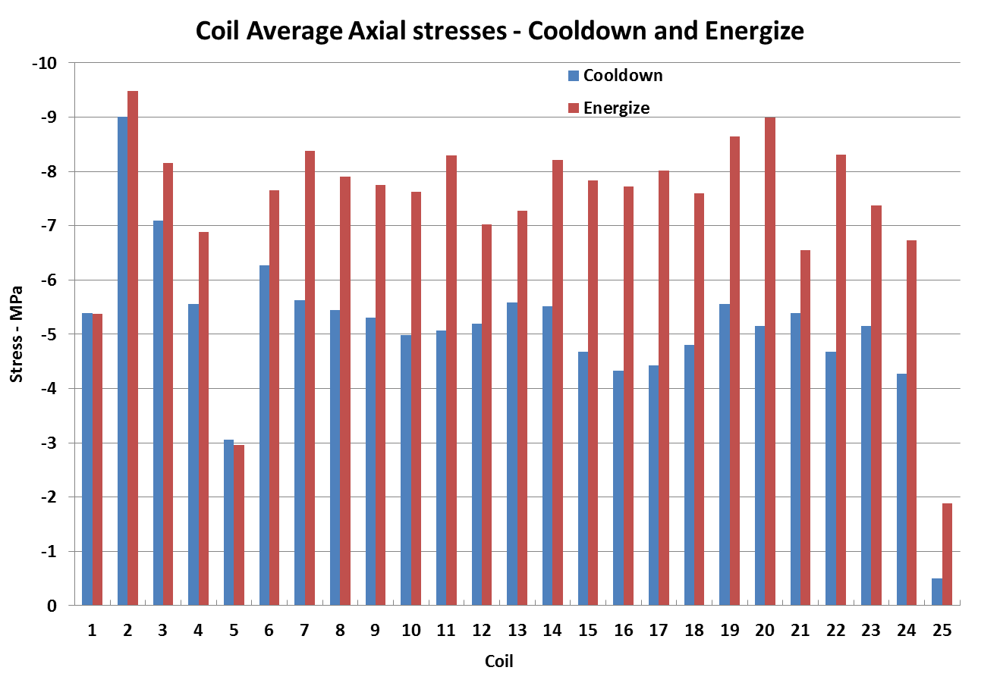 Coil Average Axial stresses - Cooldown and Energize
Cooldown
Energize
-10
-9
-8
-7
-6
-5
-4
-3
-2
-1
0
Stress - MPa
1 2 3 4 5 6 7 8 9 10 11 12 13 14 15 16 17 18 19 20 21 22 23 24 25
Coil